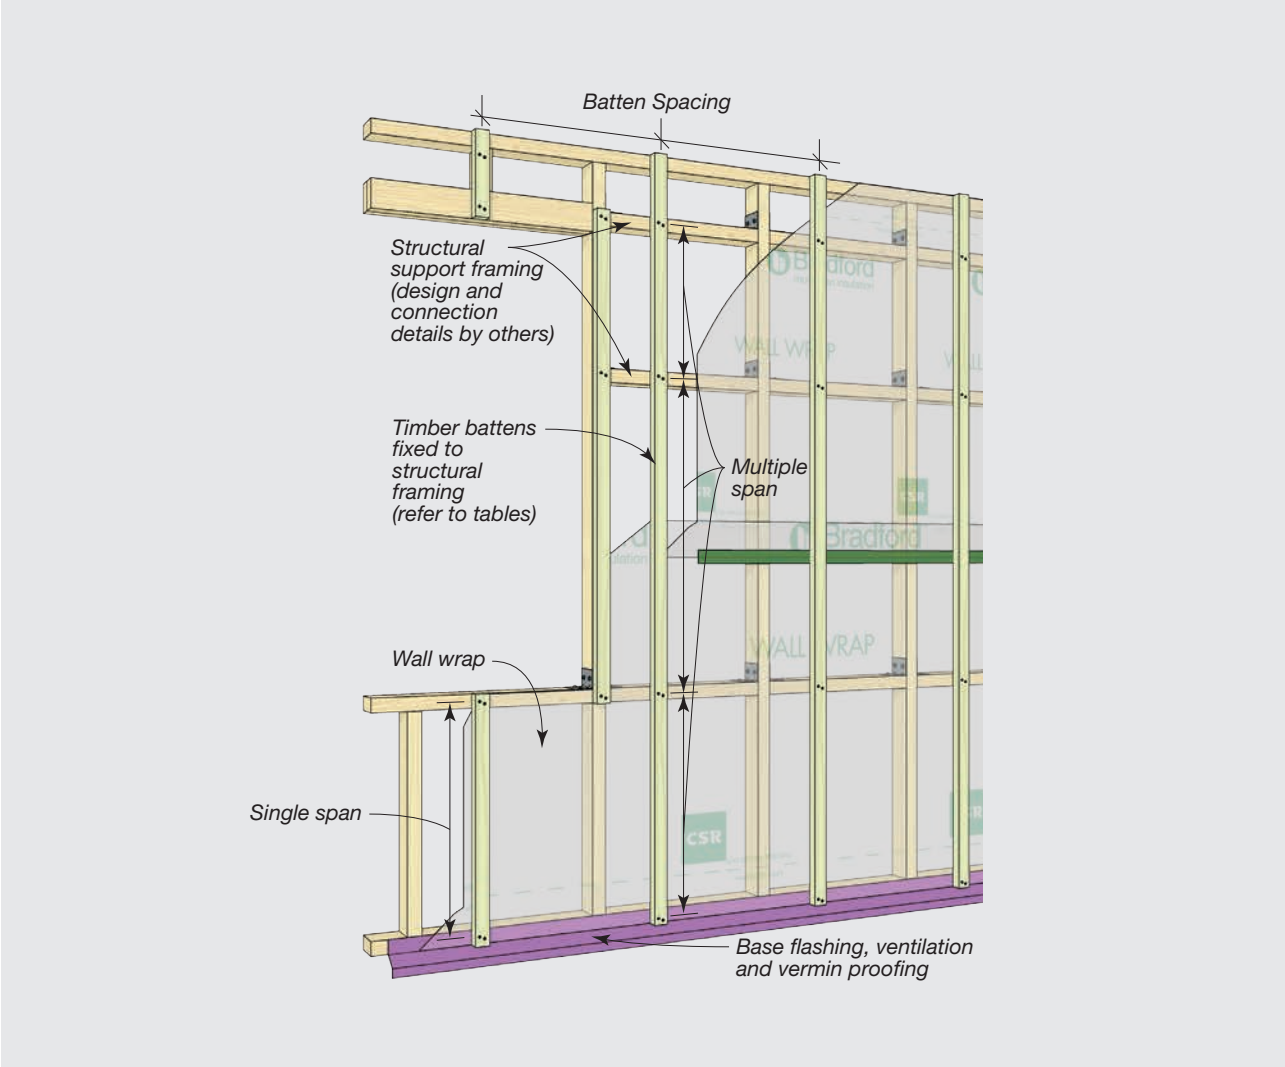 Batten Spacing
Structural
support framing
(design and
connection
details by others)
Bradford
WALL WRAP
WALL
Timber battens
fixed to
structural
framing
(refer to tables)
Multiple
span
CSR
Bradford
Wall wrap
WALL WRAP
Single span
CSR
Base flashing, ventilation
and vermin proofing